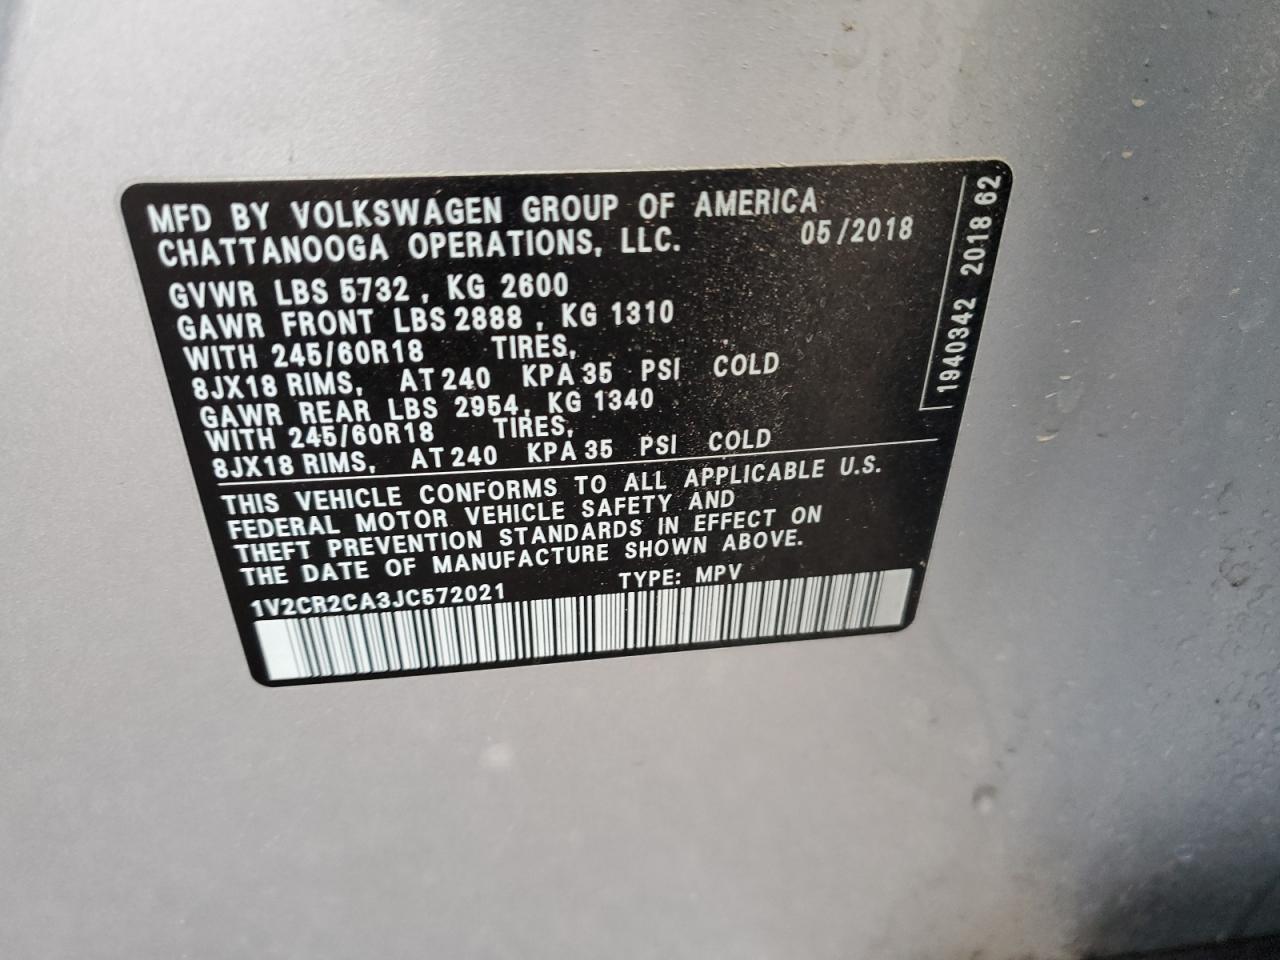 MFD BY VOLKSWAGEN GROUP OF AMERICA
CHATTANOOGA OPERATIONS, LLC. 05/2018
GVWR LBS 5732 , KG 2600
GAWR FRONT LBS 2888 , KG 1310
WITH 245/60R18 TIRES,
8JX18 RIMS, AT 240 KPA 35 PSI COLD
GAWR REAR LBS 2954, KG 1340
WITH 245/60R18 TIRES,
8JX18 RIMS, AT 240 KPA 35 PSI COLD
THIS VEHICLE CONFORMS TO ALL APPLICABLE U.S.
FEDERAL MOTOR VEHICLE SAFETY AND
THEFT PREVENTION STANDARDS IN EFFECT ON
THE DATE OF MANUFACTURE SHOWN ABOVE.
1V2CR2CA3JC572021 TYPE: MPV
1940342 2018 62